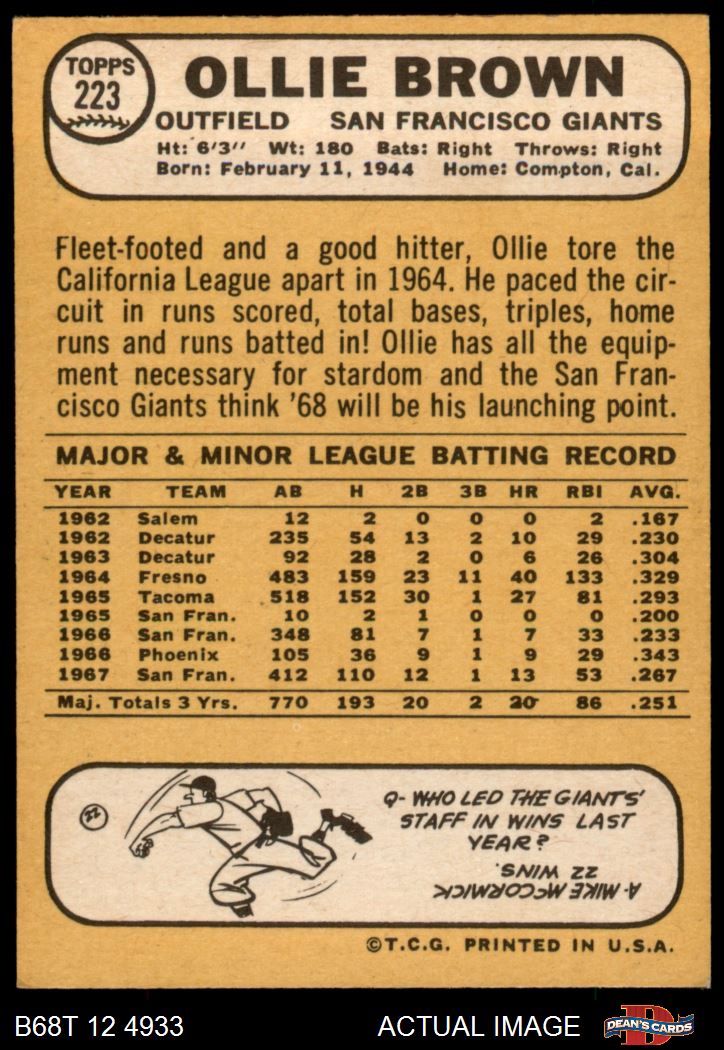 TOPPS
223
OLLIE BROWN
OUTFIELD SAN FRANCISCO GIANTS
Ht: 6'3" Wt: 180 Bats: Right Throws: Right
Born: February 11, 1944 Home: Compton, Cal.
Fleet-footed and a good hitter, Ollie tore the
California League apart in 1964. He paced the cir-
cuit in runs scored, total bases, triples, home
runs and runs batted in! Ollie has all the equip-
ment necessary for stardom and the San Fran-
cisco Giants think '68 will be his launching point.
MAJOR & MINOR LEAGUE BATTING RECORD
YEAR TEAM AB H 2B 3B HR RBI AVG.
1962 Salem 12 2 0 0 0 2 .167
1962 Decatur 235 54 13 2 10 29 .230
1963 Decatur 92 28 2 0 6 26 .304
1964 Fresno 483 159 23 11 40 133 .329
1965 Tacoma 518 152 30 1 27 81 .293
1965 San Fran. 10 2 1 0 0 0 .200
1966 San Fran. 348 81 7 1 7 33 .233
1966 Phoenix 105 36 9 1 9 29 .343
1967 San Fran. 412 110 12 1 13 53 .267
Maj. Totals 3 Yrs. 770 193 20 2 20 86 .251
22
Q- WHO LED THE GIANTS'
STAFF IN WINS LAST
YEAR?
A- MIKE McCORMICK
22 WINS.
©T.C.G. PRINTED IN U.S.A.
B68T 12 4933 ACTUAL IMAGE
D
DEAN'S CARDS